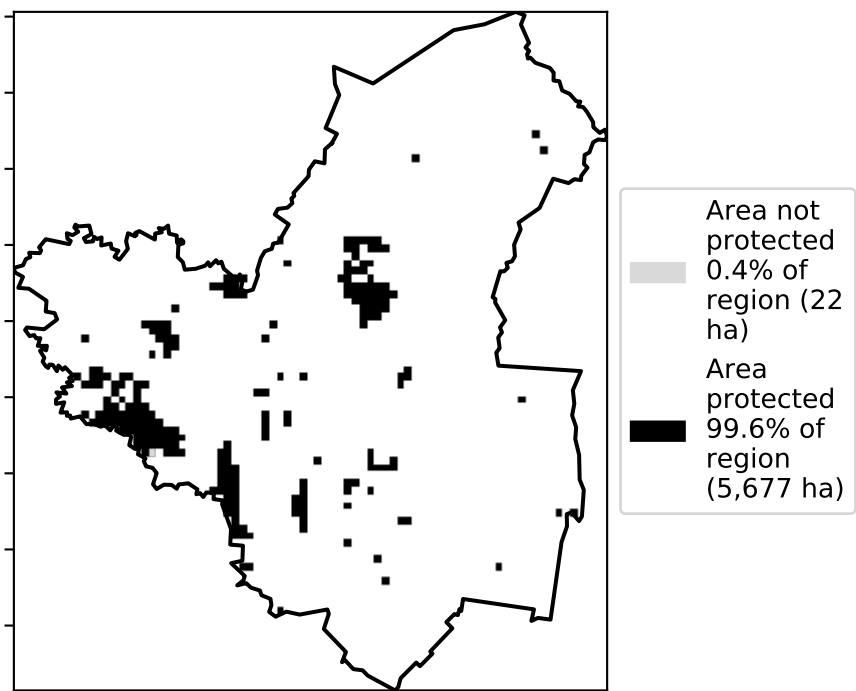 Area not
protected
0.4% of
region (22
ha)
Area
protected
99.6% of
region
(5,677 ha)